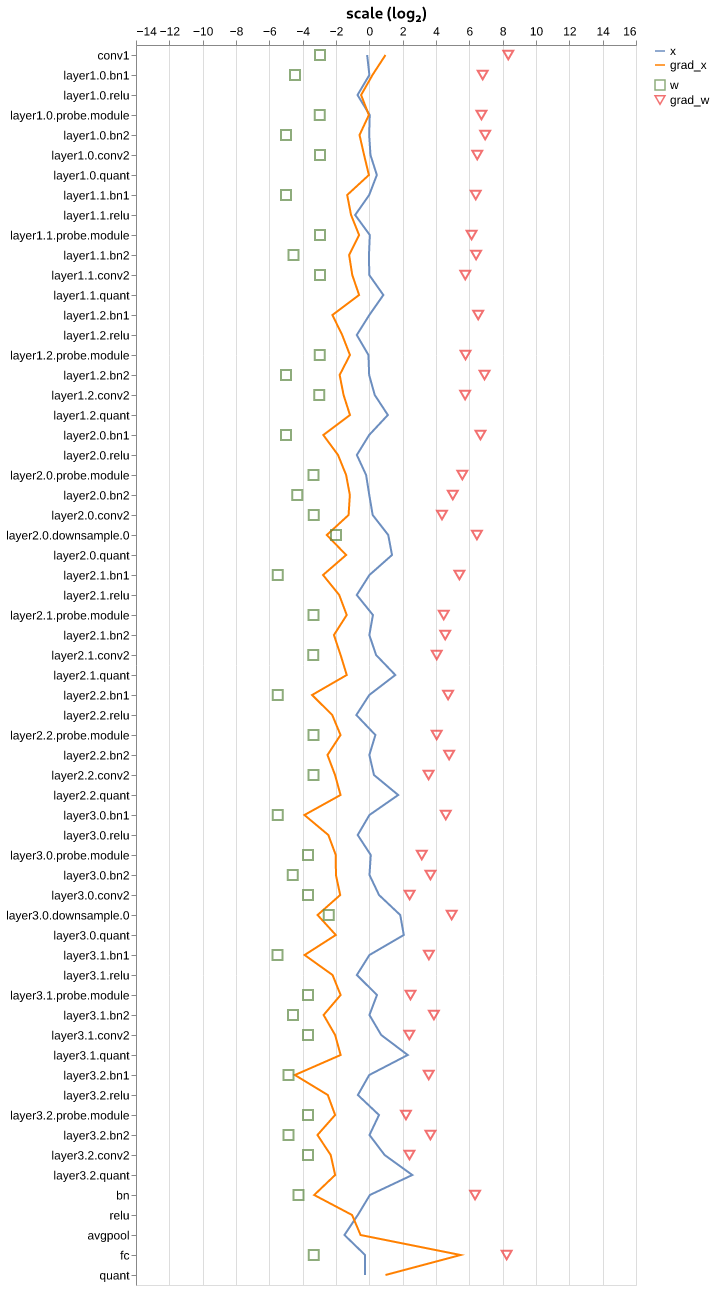 scale (log₂)
−14 −12 −10 −8 −6 −4 −2 0 2 4 6 8 10 12 14 16
x
grad_x
w
grad_w
conv1
layer1.0.bn1
layer1.0.relu
layer1.0.probe.module
layer1.0.bn2
layer1.0.conv2
layer1.0.quant
layer1.1.bn1
layer1.1.relu
layer1.1.probe.module
layer1.1.bn2
layer1.1.conv2
layer1.1.quant
layer1.2.bn1
layer1.2.relu
layer1.2.probe.module
layer1.2.bn2
layer1.2.conv2
layer1.2.quant
layer2.0.bn1
layer2.0.relu
layer2.0.probe.module
layer2.0.bn2
layer2.0.conv2
layer2.0.downsample.0
layer2.0.quant
layer2.1.bn1
layer2.1.relu
layer2.1.probe.module
layer2.1.bn2
layer2.1.conv2
layer2.1.quant
layer2.2.bn1
layer2.2.relu
layer2.2.probe.module
layer2.2.bn2
layer2.2.conv2
layer2.2.quant
layer3.0.bn1
layer3.0.relu
layer3.0.probe.module
layer3.0.bn2
layer3.0.conv2
layer3.0.downsample.0
layer3.0.quant
layer3.1.bn1
layer3.1.relu
layer3.1.probe.module
layer3.1.bn2
layer3.1.conv2
layer3.1.quant
layer3.2.bn1
layer3.2.relu
layer3.2.probe.module
layer3.2.bn2
layer3.2.conv2
layer3.2.quant
bn
relu
avgpool
fc
quant